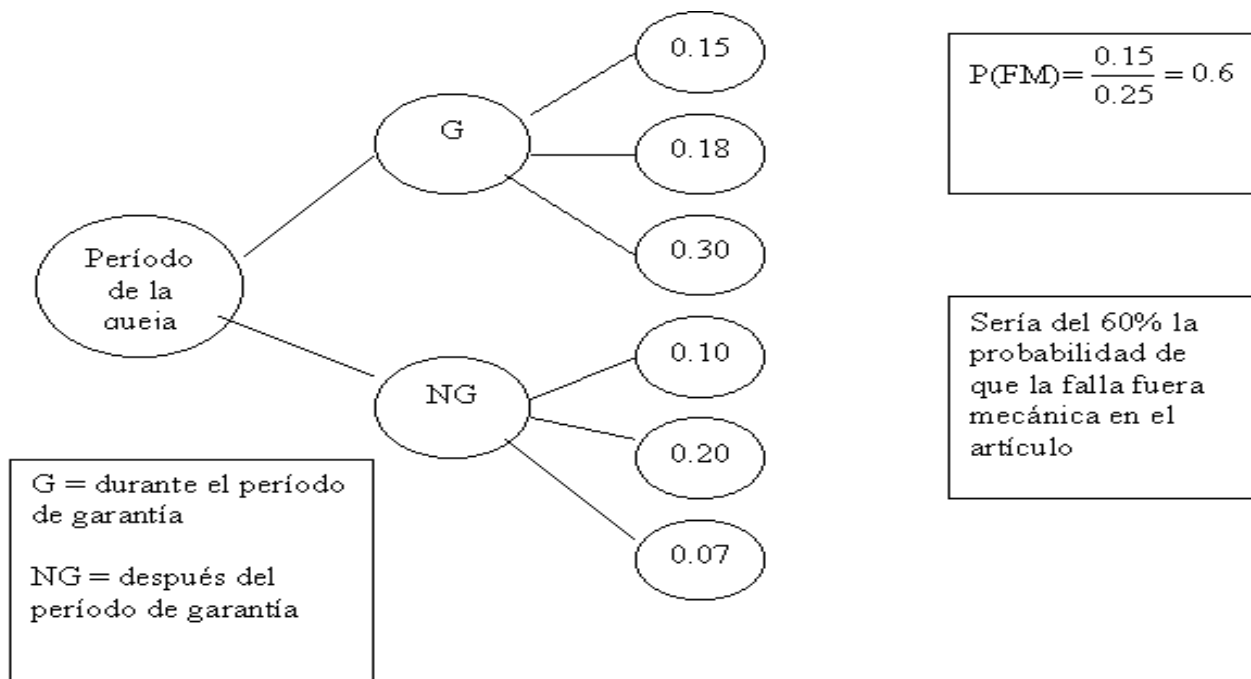 0.15
G
0.18
0.30
Período
de la
queja
0.10
NG
0.20
0.07
G = durante el período
de garantía
NG = después del
período de garantía
P(FM)= 0.15/0.25 = 0.6
Sería del 60% la
probabilidad de
que la falla fuera
mecánica en el
artículo